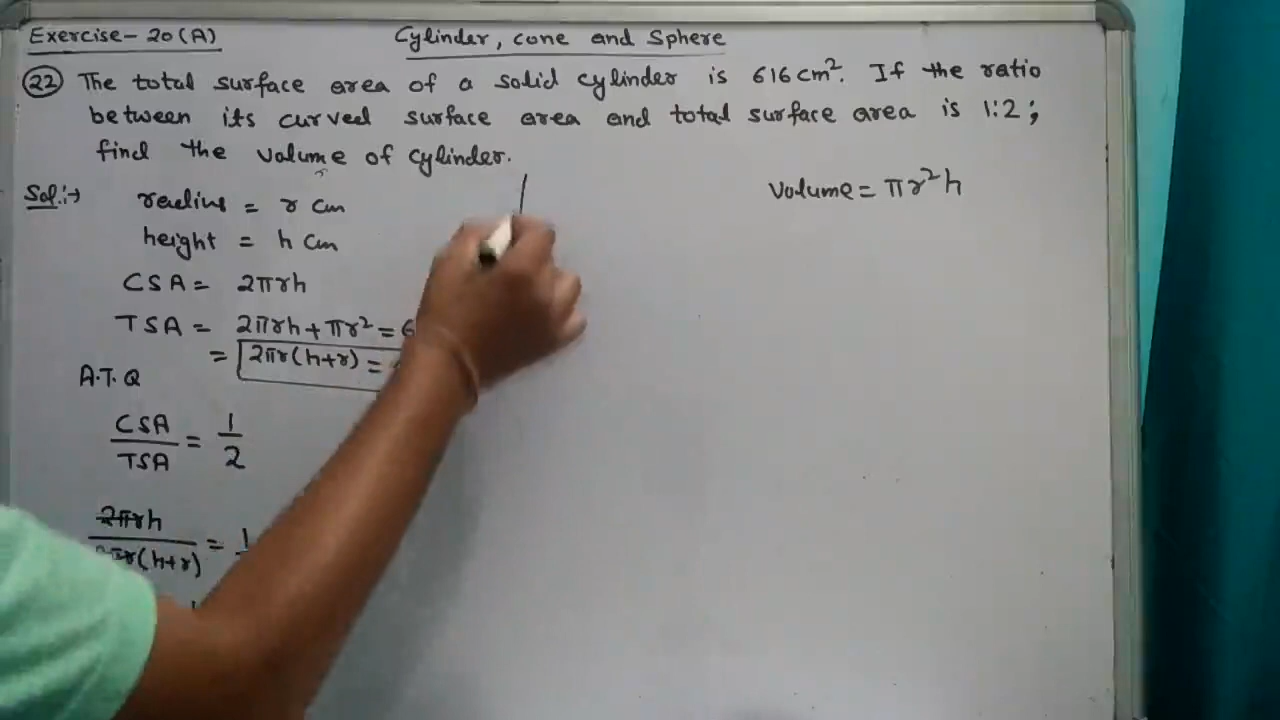 Exercise- 20(A)
Cylinder, cone and Sphere
22 The total surface area of a solid cylinder is 616 cm². If the ratio
between its curved surface area and total surface area is 1:2;
find the volume of cylinder.
Sol:→
radius = r cm
height = h cm
CSA = 2πrh
TSA = 2πrh + πr² = 6
= 2πr(h+r) =
A.T.Q
CSA/TSA = 1/2
2πrh/2πr(h+r) = 1
Volume = πr²h